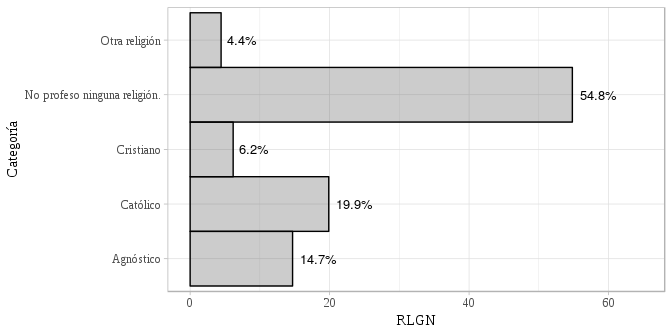 Categoría
Otra religión 4.4%
No profeso ninguna religión. 54.8%
Cristiano 6.2%
Católico 19.9%
Agnóstico 14.7%
0 20 40 60
RLGN